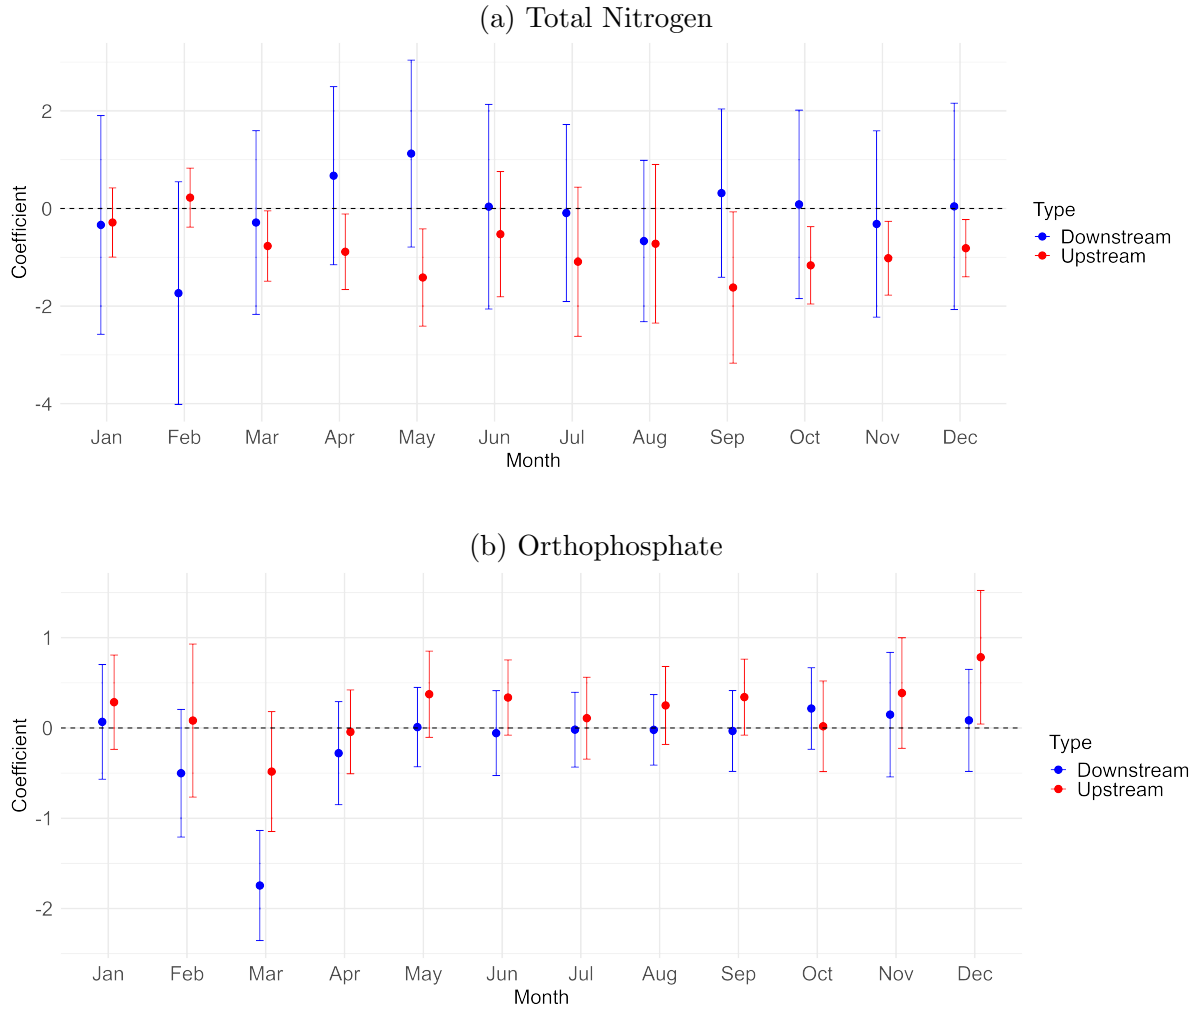 (a) Total Nitrogen
2
0
-2
-4
Coefficient
Jan Feb Mar Apr May Jun Jul Aug Sep Oct Nov Dec
Month
Type
Downstream
Upstream
(b) Orthophosphate
1
0
-1
-2
Coefficient
Jan Feb Mar Apr May Jun Jul Aug Sep Oct Nov Dec
Month
Type
Downstream
Upstream